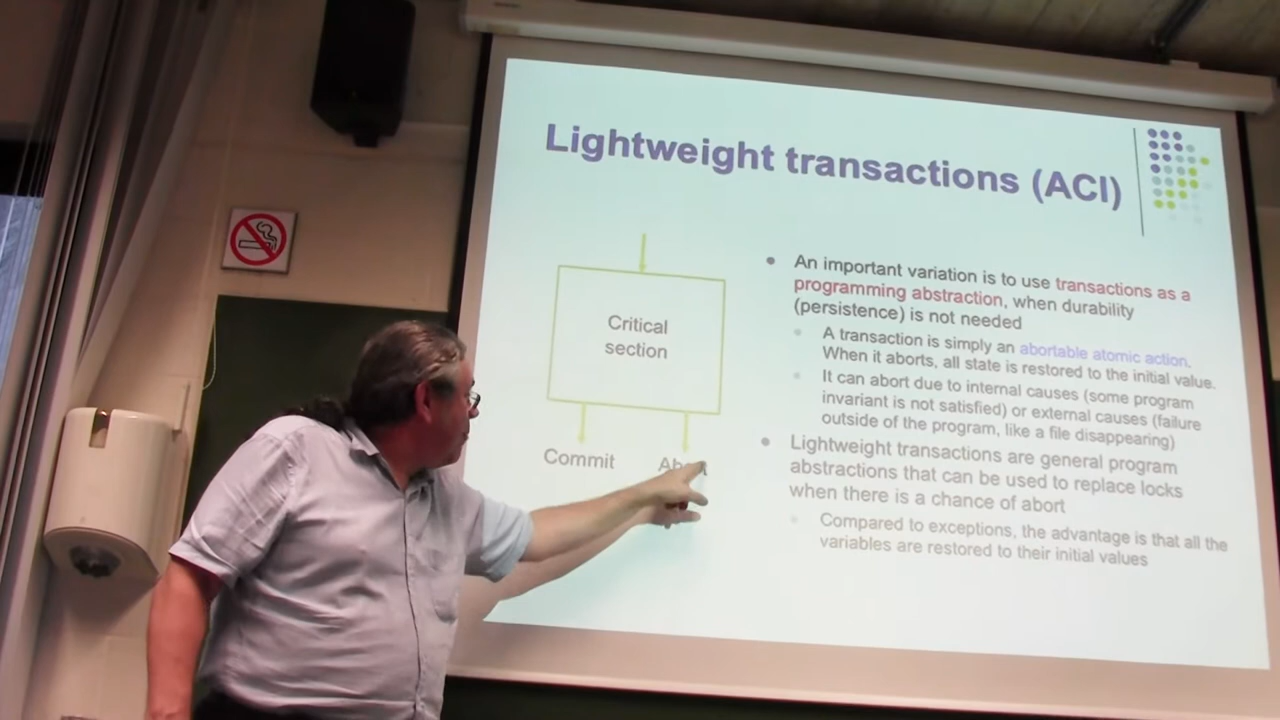 Lightweight transactions (ACI)
Critical
section
Commit
An important variation is to use transactions as a
programming abstraction, when durability
(persistence) is not needed
A transaction is simply an abortable atomic action.
When it aborts, all state is restored to the initial value.
It can abort due to internal causes (some program
invariant is not satisfied) or external causes (failure
outside of the program, like a file disappearing)
Lightweight transactions are general program
abstractions that can be used to replace locks
when there is a chance of abort
Compared to exceptions, the advantage is that all the
variables are restored to their initial values